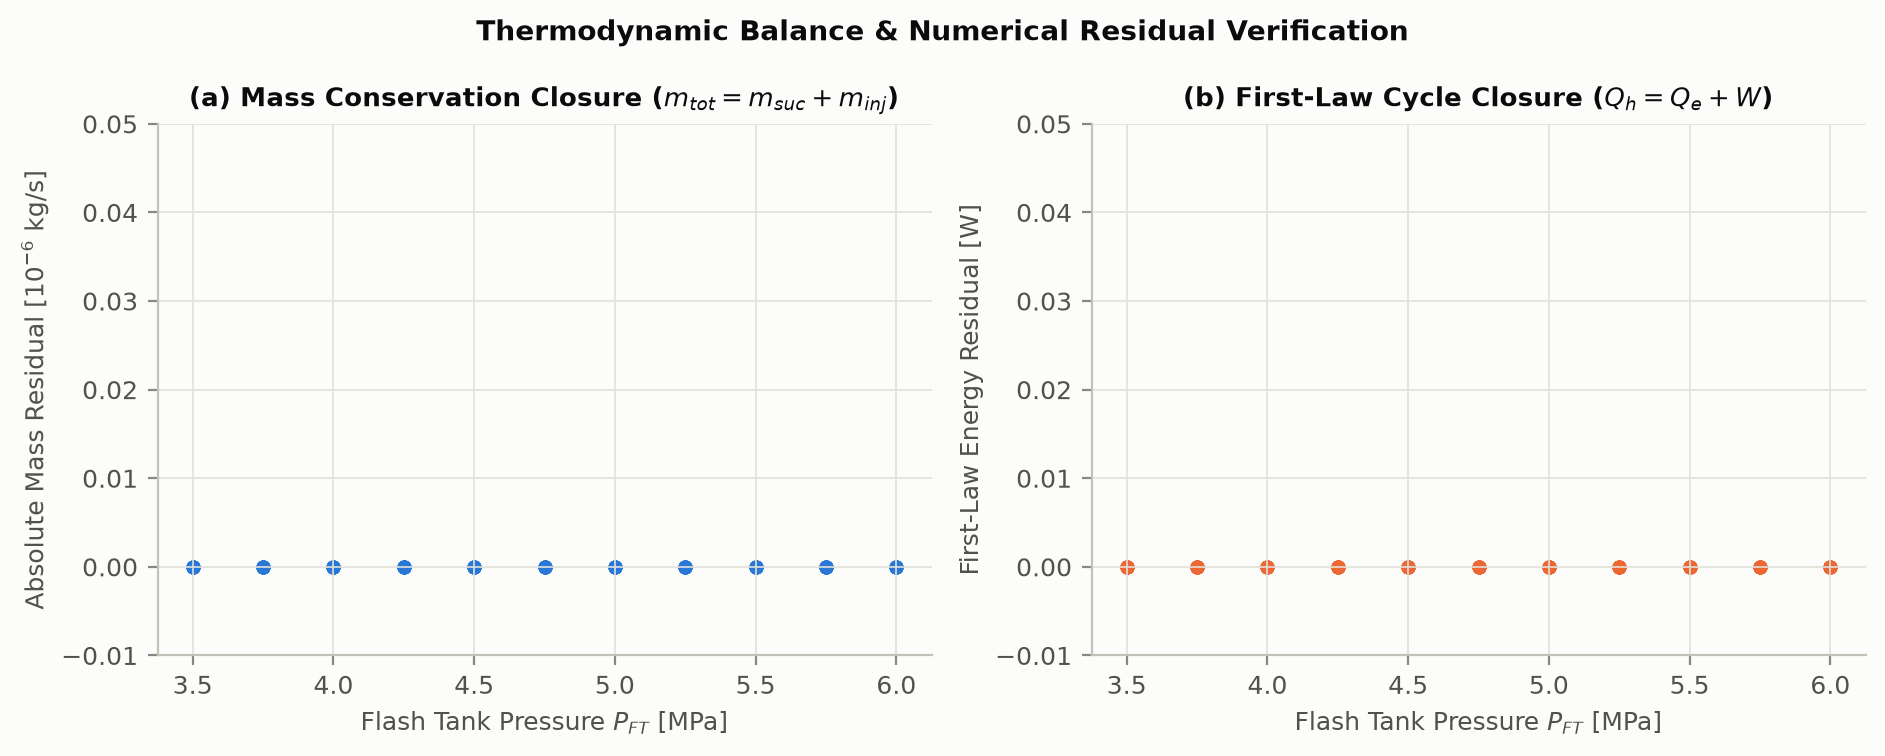 Thermodynamic Balance & Numerical Residual Verification
(a) Mass Conservation Closure (m_tot = m_suc + m_inj)
0.05
0.04
0.03
0.02
0.01
0.00
−0.01
Absolute Mass Residual [10⁻⁶ kg/s]
3.5 4.0 4.5 5.0 5.5 6.0
Flash Tank Pressure P_FT [MPa]
(b) First-Law Cycle Closure (Q_h = Q_e + W)
0.05
0.04
0.03
0.02
0.01
0.00
−0.01
First-Law Energy Residual [W]
3.5 4.0 4.5 5.0 5.5 6.0
Flash Tank Pressure P_FT [MPa]